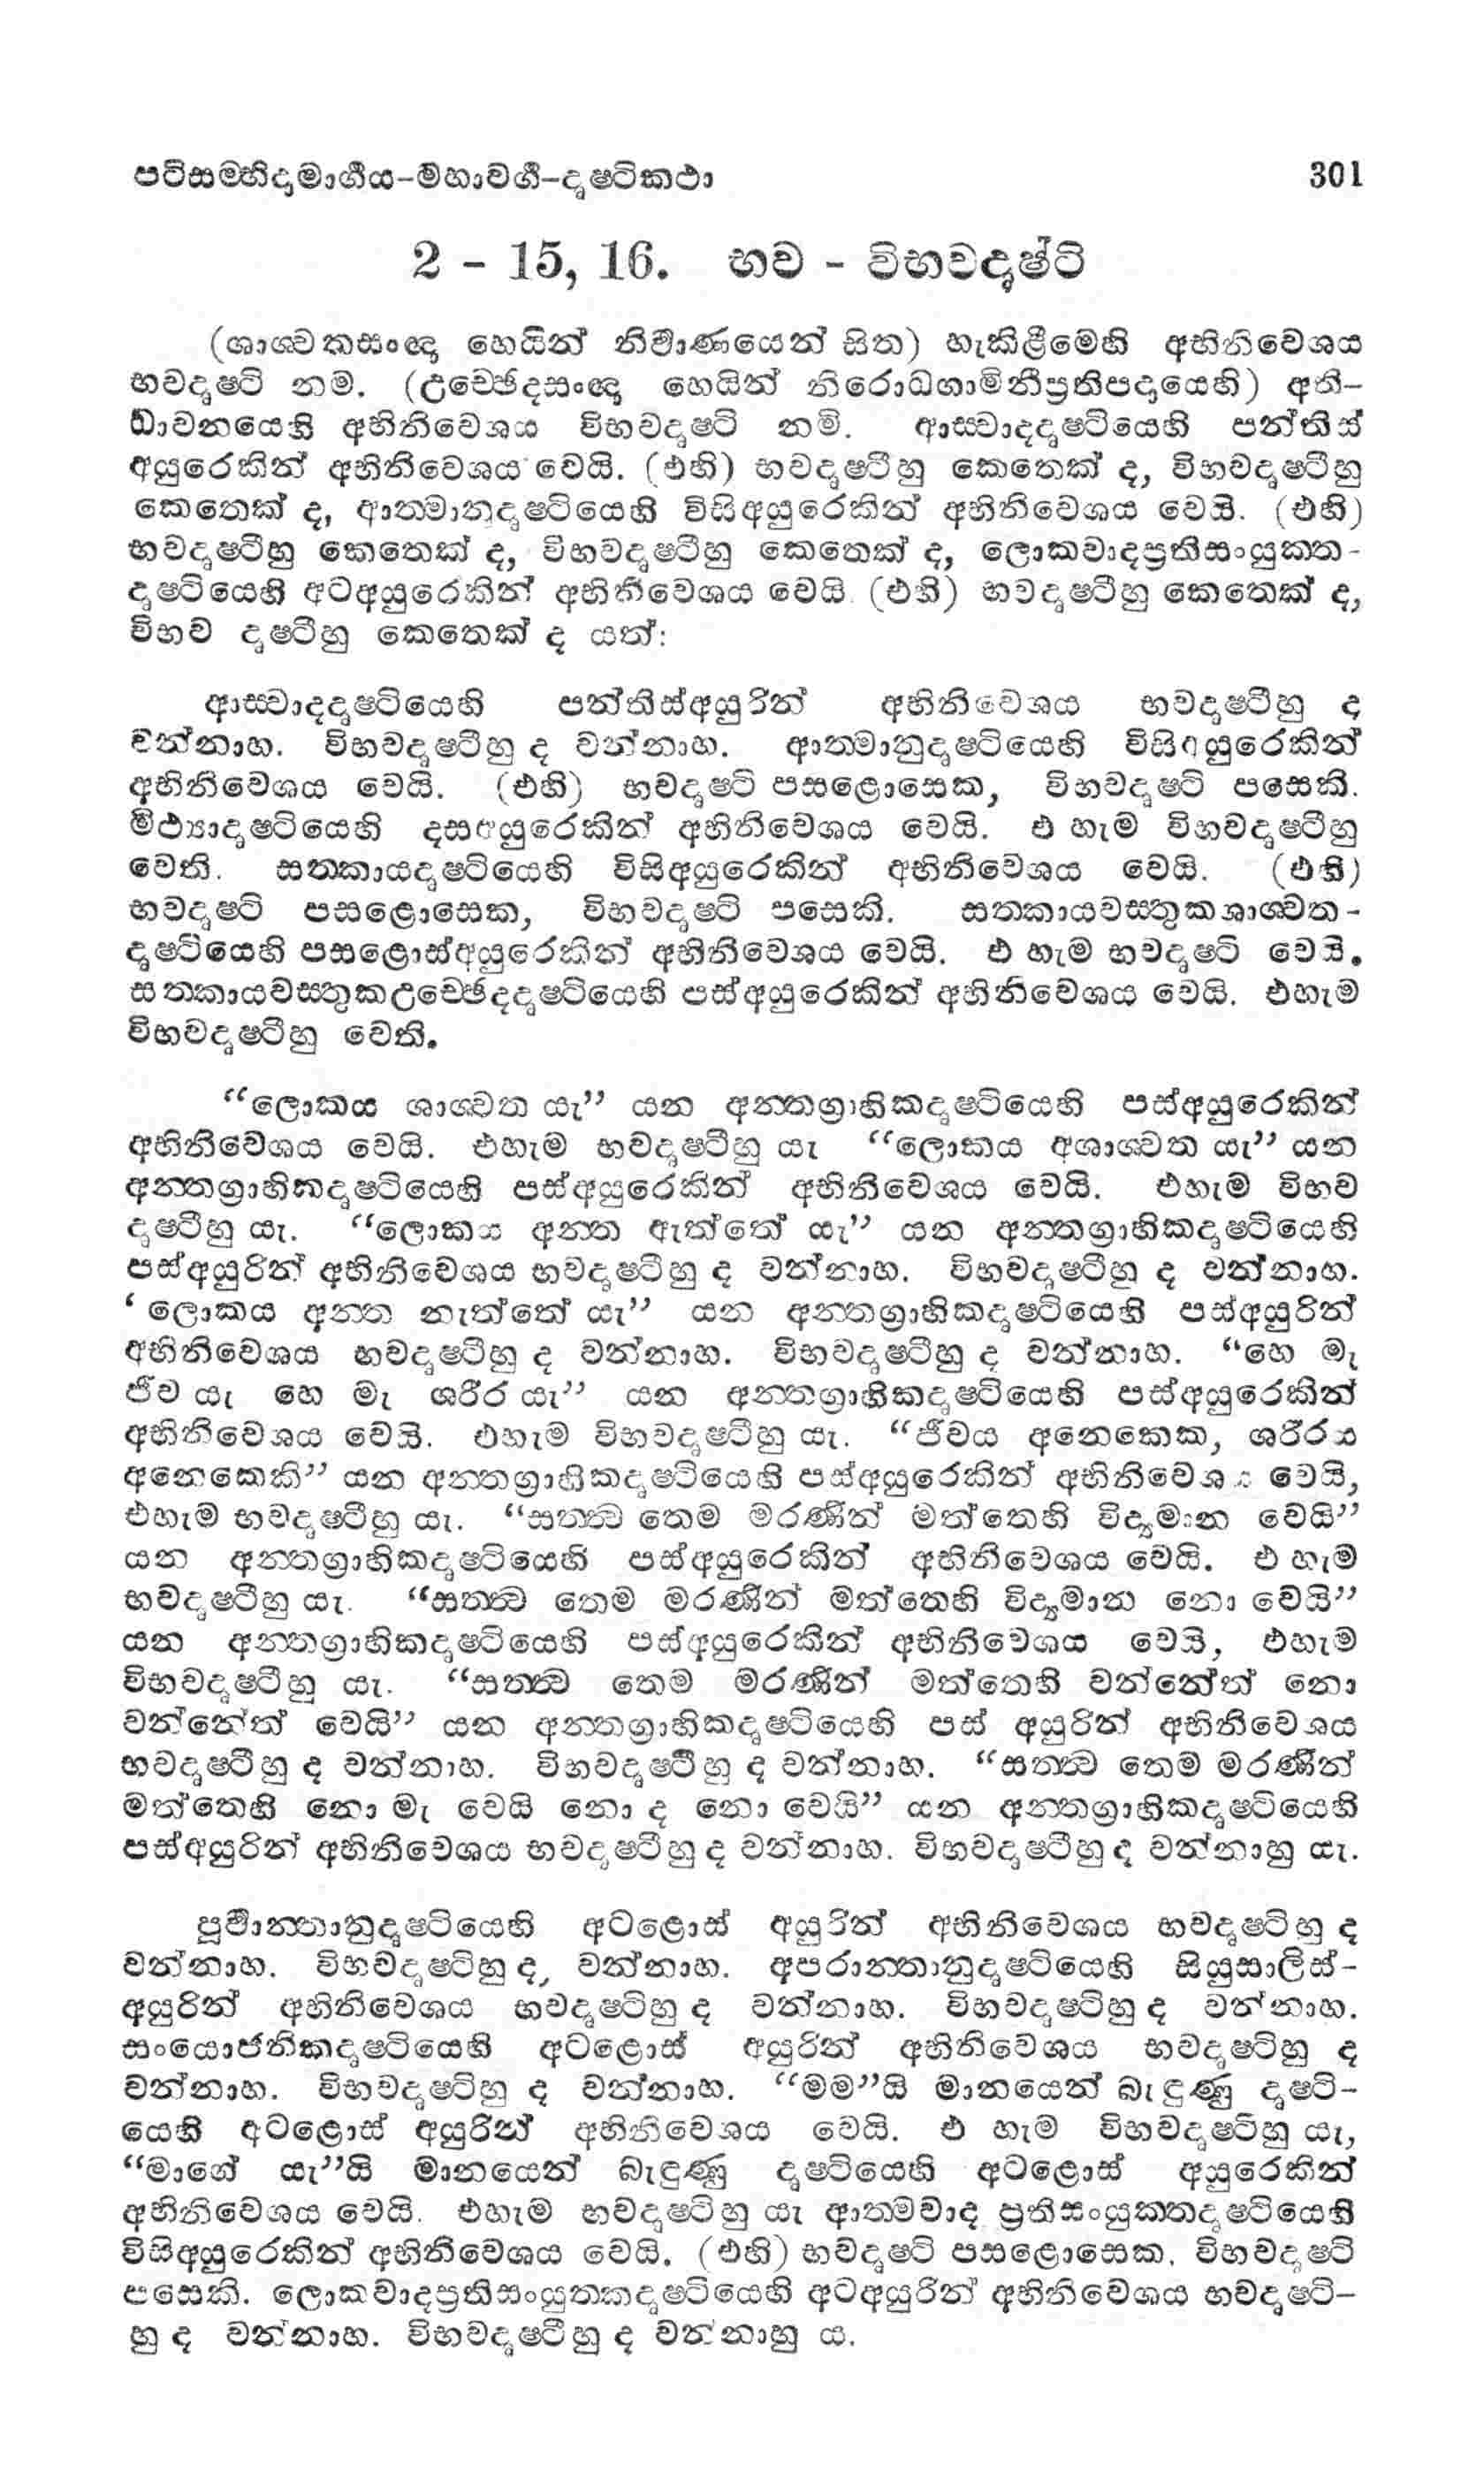 පටිසම්භිදාමාර්ගය-මහාවර්ග-දෘෂ්ටිකථා 301
2 - 15, 16. භව - විභවදෘෂ්ටි
(ශාශ්වතසංඥා හෙයින් නිර්වාණයෙන් සිත) හැකිළීමෙහි අභිනිවෙශය
භවදෘෂ්ටි නම. (උච්ඡෙදසංඥා හෙයින් නිරොධගාමිනීප්‍රතිපදායෙහි) අති-
ධාවනයෙහි අභිනිවෙශය විභවදෘෂ්ටි නම්. ආස්වාදදෘෂ්ටියෙහි පන්තිස්
අයුරෙකින් අභිනිවෙශය වෙයි. (එහි) භවදෘෂ්ටීහු කෙතෙක් ද, විභවදෘෂ්ටීහු
කෙතෙක් ද, ආත්මානුදෘෂ්ටියෙහි විසිඅයුරෙකින් අභිනිවෙශය වෙයි. (එහි)
භවදෘෂ්ටීහු කෙතෙක් ද, විභවදෘෂ්ටීහු කෙතෙක් ද, ලොකවාදප්‍රතිසංයුක්ත-
දෘෂ්ටියෙහි අටඅයුරෙකින් අභිනිවෙශය වෙයි. (එහි) භවදෘෂ්ටීහු කෙතෙක් ද,
විභව දෘෂ්ටීහු කෙතෙක් ද යත්:
ආස්වාදදෘෂ්ටියෙහි පන්තිස්අයුරින් අභිනිවෙශය භවදෘෂ්ටීහු ද
වන්නාහ. විභවදෘෂ්ටීහු ද වන්නාහ. ආත්මානුදෘෂ්ටියෙහි විසිඅයුරෙකින්
අභිනිවෙශය වෙයි. (එහි) භවදෘෂ්ටි පසළොසෙක, විභවදෘෂ්ටි පසෙකි.
මිථ්‍යාදෘෂ්ටියෙහි දසඅයුරෙකින් අභිනිවෙශය වෙයි. එ හැම විභවදෘෂ්ටීහු
වෙති. සත්කායදෘෂ්ටියෙහි විසිඅයුරෙකින් අභිනිවෙශය වෙයි. (එහි)
භවදෘෂ්ටි පසළොසෙක, විභවදෘෂ්ටි පසෙකි. සත්කායවස්තුකශාශ්වත-
දෘෂ්ටියෙහි පසළොස්අයුරෙකින් අභිනිවෙශය වෙයි. එ හැම භවදෘෂ්ටි වෙයි.
සත්කායවස්තුකඋච්ඡෙදදෘෂ්ටියෙහි පස්අයුරෙකින් අභිනිවෙශය වෙයි. එහැම
විභවදෘෂ්ටීහු වෙති.
“ලොකය ශාශ්වත යැ” යන අන්තග්‍රාහිකදෘෂ්ටියෙහි පස්අයුරෙකින්
අභිනිවෙශය වෙයි. එහැම භවදෘෂ්ටීහු යැ “ලොකය අශාශ්වත යැ” යන
අන්තග්‍රාහිකදෘෂ්ටියෙහි පස්අයුරෙකින් අභිනිවෙශය වෙයි. එහැම විභව
දෘෂ්ටීහු යැ. “ලොකය අන්ත ඇත්තේ යැ” යන අන්තග්‍රාහිකදෘෂ්ටියෙහි
පස්අයුරින් අභිනිවෙශය භවදෘෂ්ටීහු ද වන්නාහ. විභවදෘෂ්ටීහු ද වන්නාහ.
‘ ලොකය අන්ත නැත්තේ යැ” යන අන්තග්‍රාහිකදෘෂ්ටියෙහි පස්අයුරින්
අභිනිවෙශය භවදෘෂ්ටීහු ද වන්නාහ. විභවදෘෂ්ටීහු ද වන්නාහ. “හෙ මැ
ජීව යැ හෙ මැ ශරීර යැ” යන අන්තග්‍රාහිකදෘෂ්ටියෙහි පස්අයුරෙකින්
අභිනිවෙශය වෙයි. එහැම විභවදෘෂ්ටීහු යැ. “ජීවය අනෙකෙක, ශරීරය
අනෙකෙකි” යන අන්තග්‍රාහිකදෘෂ්ටියෙහි පස්අයුරෙකින් අභිනිවෙශය වෙයි,
එහැම භවදෘෂ්ටීහු යැ. “සත්ත්ව තෙම මරණින් මත්තෙහි විද්‍යමාන වෙයි”
යන අන්තග්‍රාහිකදෘෂ්ටියෙහි පස්අයුරෙකින් අභිනිවෙශය වෙයි. එ හැම
භවදෘෂ්ටීහු යැ. “සත්ත්ව තෙම මරණින් මත්තෙහි විද්‍යමාන නො වෙයි”
යන අන්තග්‍රාහිකදෘෂ්ටියෙහි පස්අයුරෙකින් අභිනිවෙශය වෙයි, එහැම
විභවදෘෂ්ටීහු යැ. “සත්ත්ව තෙම මරණින් මත්තෙහි වන්නේත් නො
වන්නේත් වෙයි” යන අන්තග්‍රාහිකදෘෂ්ටියෙහි පස් අයුරින් අභිනිවෙශය
භවදෘෂ්ටීහු ද වන්නාහ. විභවදෘෂ්ටීහු ද වන්නාහ. “සත්ත්ව තෙම මරණින්
මත්තෙහි නො මැ වෙයි නො ද නො වෙයි” යන අන්තග්‍රාහිකදෘෂ්ටියෙහි
පස්අයුරින් අභිනිවෙශය භවදෘෂ්ටීහු ද වන්නාහ. විභවදෘෂ්ටීහු ද වන්නාහු යැ.
පූර්වාන්තානුදෘෂ්ටියෙහි අටළොස් අයුරින් අභිනිවෙශය භවදෘෂ්ටිහු ද
වන්නාහ. විභවදෘෂ්ටිහු ද, වන්නාහ. අපරාන්තානුදෘෂ්ටියෙහි සියුසාලිස්-
අයුරින් අභිනිවෙශය භවදෘෂ්ටිහු ද වන්නාහ. විභවදෘෂ්ටිහු ද වන්නාහ.
සංයොජනිකදෘෂ්ටියෙහි අටළොස් අයුරින් අභිනිවෙශය භවදෘෂ්ටිහු ද
වන්නාහ. විභවදෘෂ්ටිහු ද වන්නාහ. “මම”යි මානයෙන් බැඳුණු දෘෂ්ටි-
යෙහි අටළොස් අයුරින් අභිනිවෙශය වෙයි. එ හැම විභවදෘෂ්ටිහු යැ,
“මාගේ යැ”යි මානයෙන් බැඳුණු දෘෂ්ටියෙහි අටළොස් අයුරෙකින්
අභිනිවෙශය වෙයි. එහැම භවදෘෂ්ටිහු යැ ආත්මවාද ප්‍රතිසංයුක්තදෘෂ්ටියෙහි
විසිඅයුරෙකින් අභිනිවෙශය වෙයි. (එහි) භවදෘෂ්ටි පසළොසෙක, විභවදෘෂ්ටි
පසෙකි. ලොකවාදප්‍රතිසංයුත්කදෘෂ්ටියෙහි අටඅයුරින් අභිනිවෙශය භවදෘෂ්ටි-
හු ද වන්නාහ. විභවදෘෂ්ටීහු ද වන්නාහු ය.